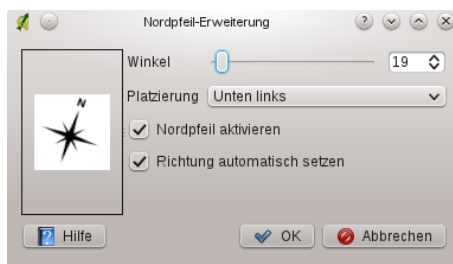 Nordpfeil-Erweiterung
Winkel 19
Platzierung Unten links
N
Nordpfeil aktivieren
Richtung automatisch setzen
Hilfe OK Abbrechen